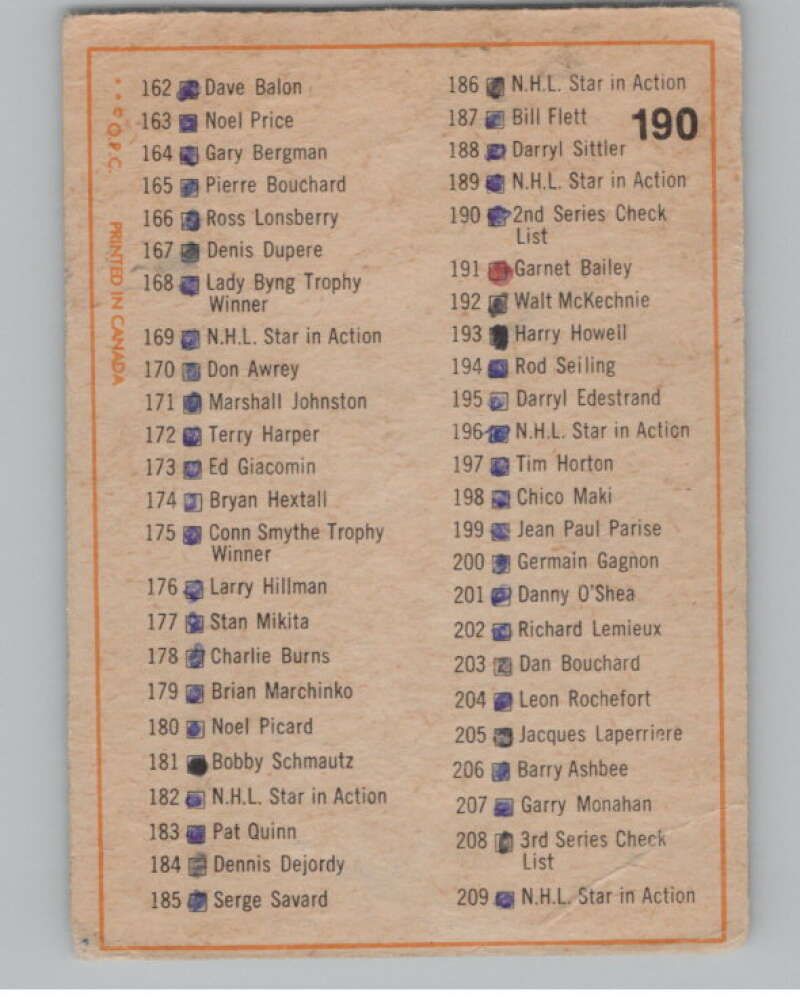 162 Dave Balon
163 Noel Price
164 Gary Bergman
165 Pierre Bouchard
166 Ross Lonsberry
167 Denis Dupere
168 Lady Byng Trophy
Winner
169 N.H.L. Star in Action
170 Don Awrey
171 Marshall Johnston
172 Terry Harper
173 Ed Giacomin
174 Bryan Hextall
175 Conn Smythe Trophy
Winner
176 Larry Hillman
177 Stan Mikita
178 Charlie Burns
179 Brian Marchinko
180 Noel Picard
181 Bobby Schmautz
182 N.H.L. Star in Action
183 Pat Quinn
184 Dennis Dejordy
185 Serge Savard
186 N.H.L. Star in Action
187 Bill Flett
190
188 Darryl Sittler
189 N.H.L. Star in Action
190 2nd Series Check
List
191 Garnet Bailey
192 Walt McKechnie
193 Harry Howell
194 Rod Seiling
195 Darryl Edestrand
196 N.H.L. Star in Action
197 Tim Horton
198 Chico Maki
199 Jean Paul Parise
200 Germain Gagnon
201 Danny O'Shea
202 Richard Lemieux
203 Dan Bouchard
204 Leon Rochefort
205 Jacques Laperriere
206 Barry Ashbee
207 Garry Monahan
208 3rd Series Check
List
209 N.H.L. Star in Action
O.P.C. PRINTED IN CANADA